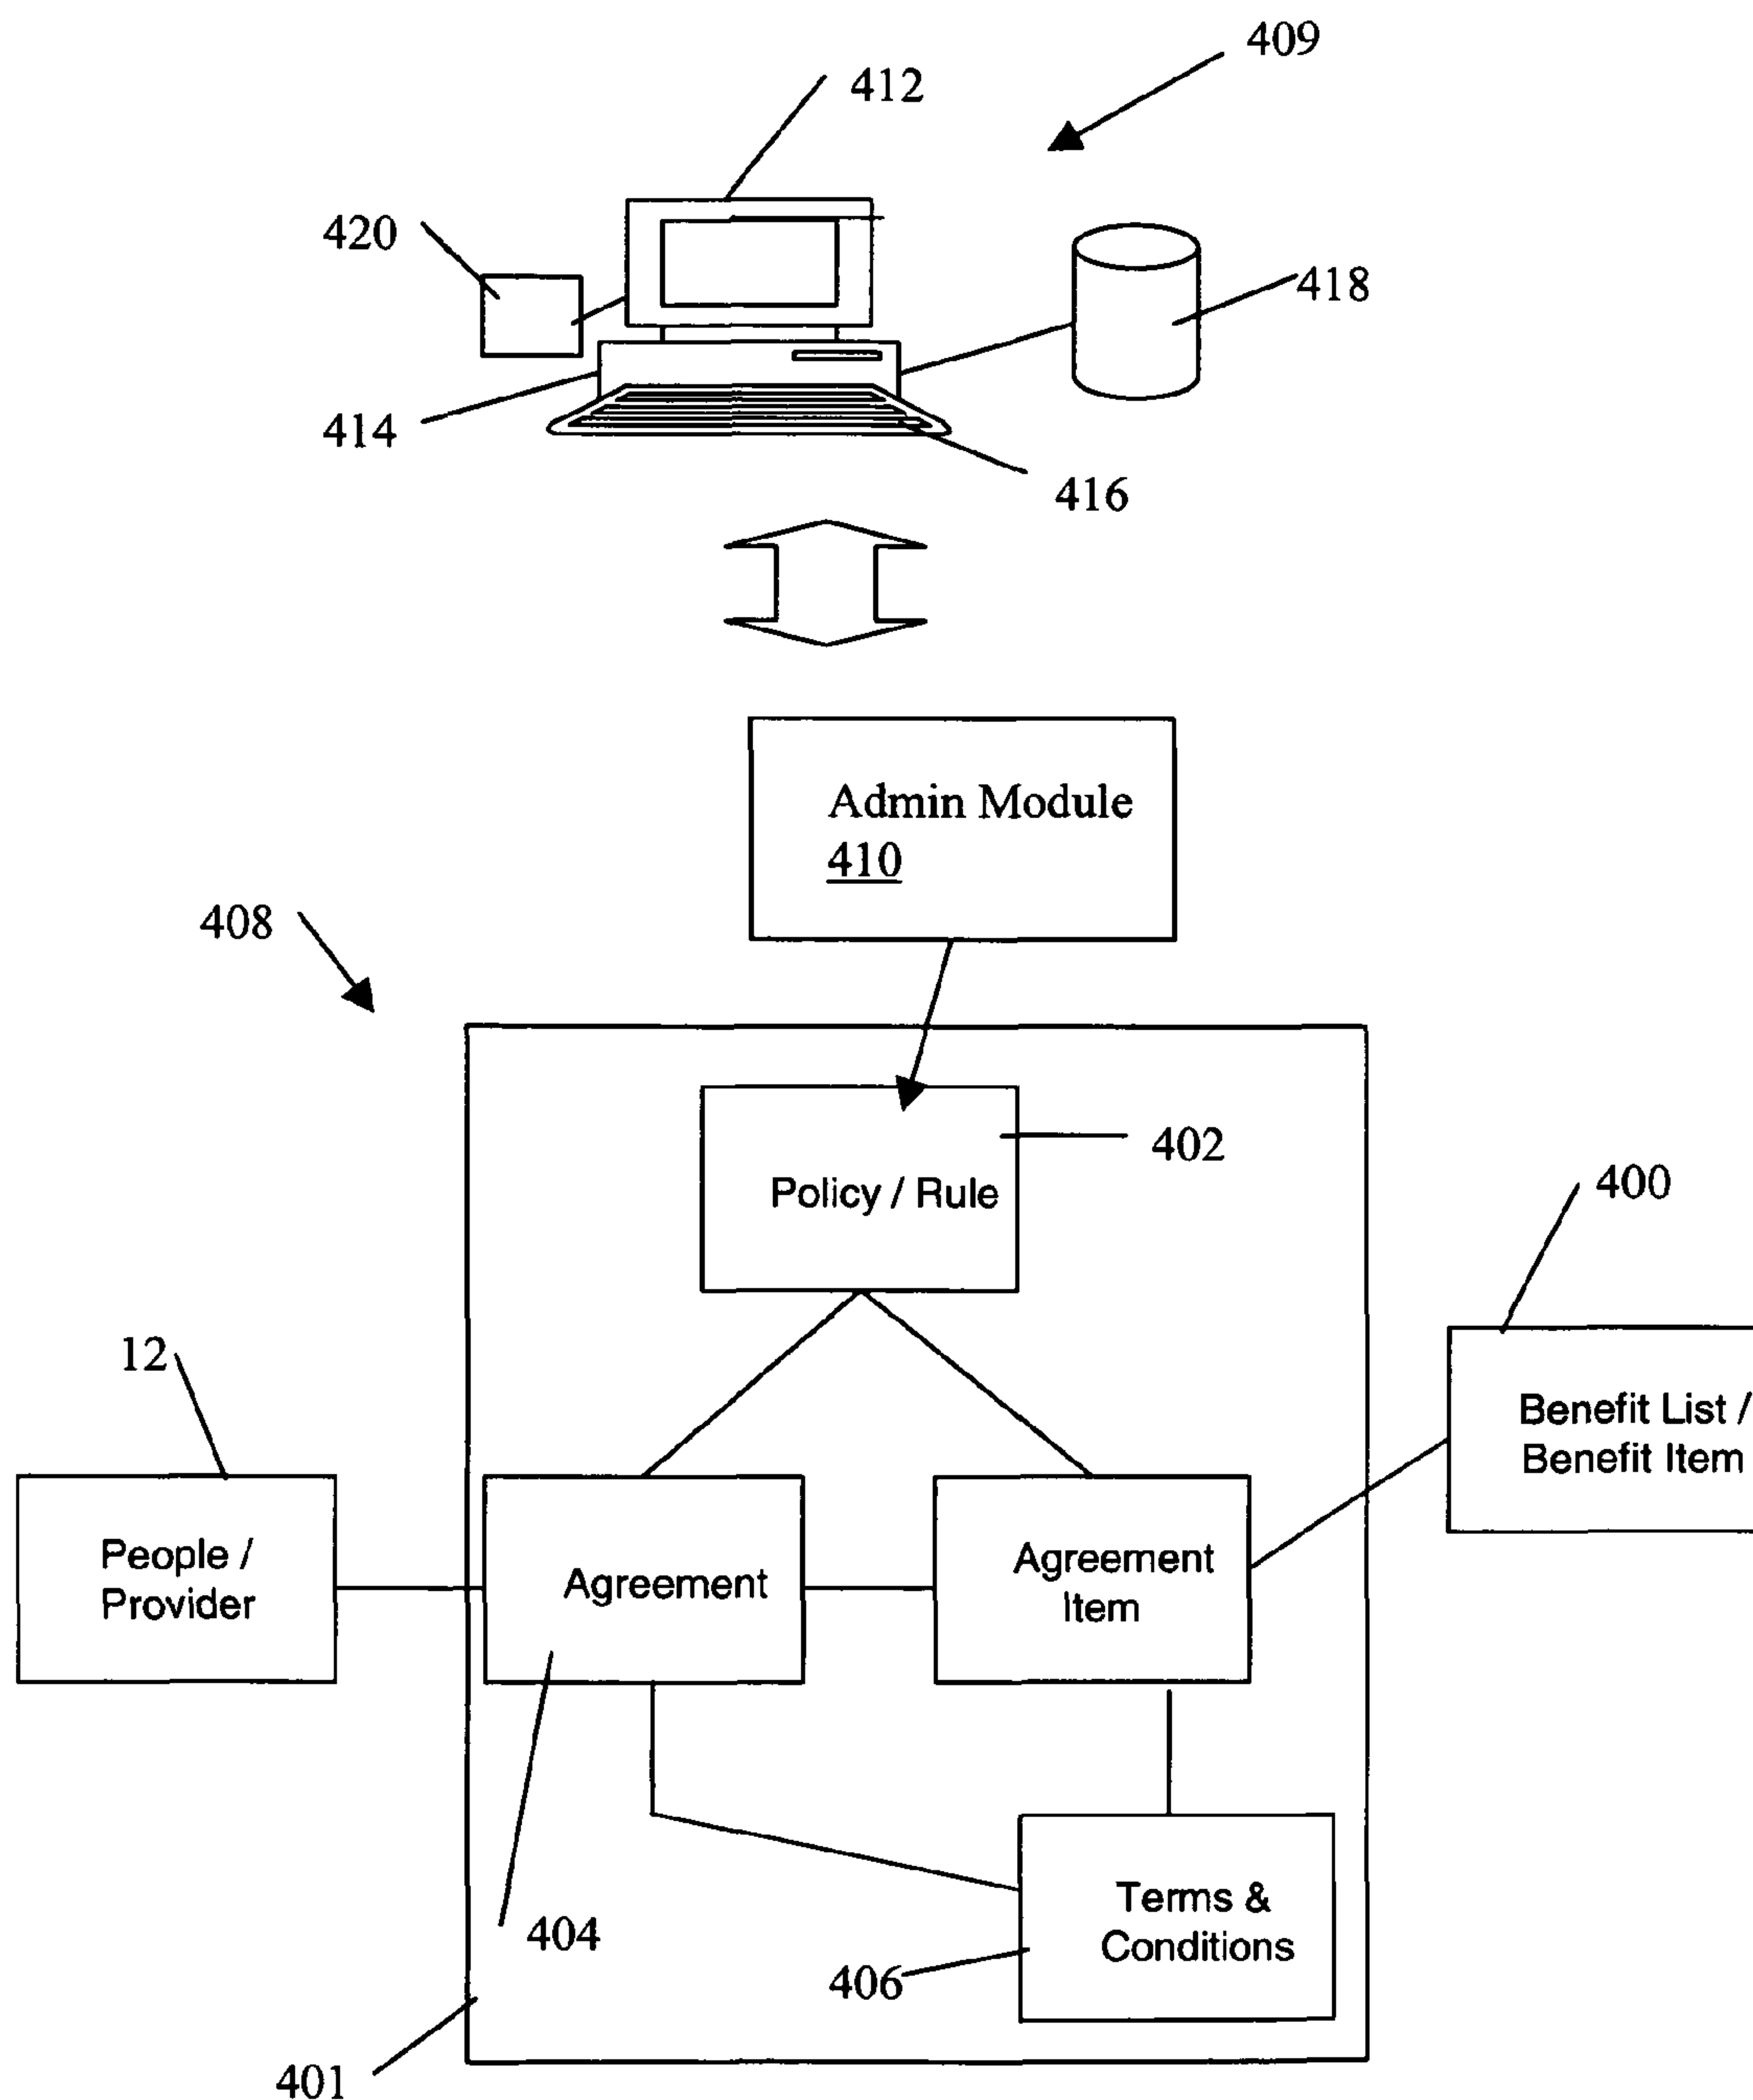 409
412
420
418
414
416
Admin Module
410
408
402
Policy / Rule
400
12
Benefit List /
Benefit Item
People /
Provider
Agreement
Agreement
Item
Terms &
Conditions
404
406
401